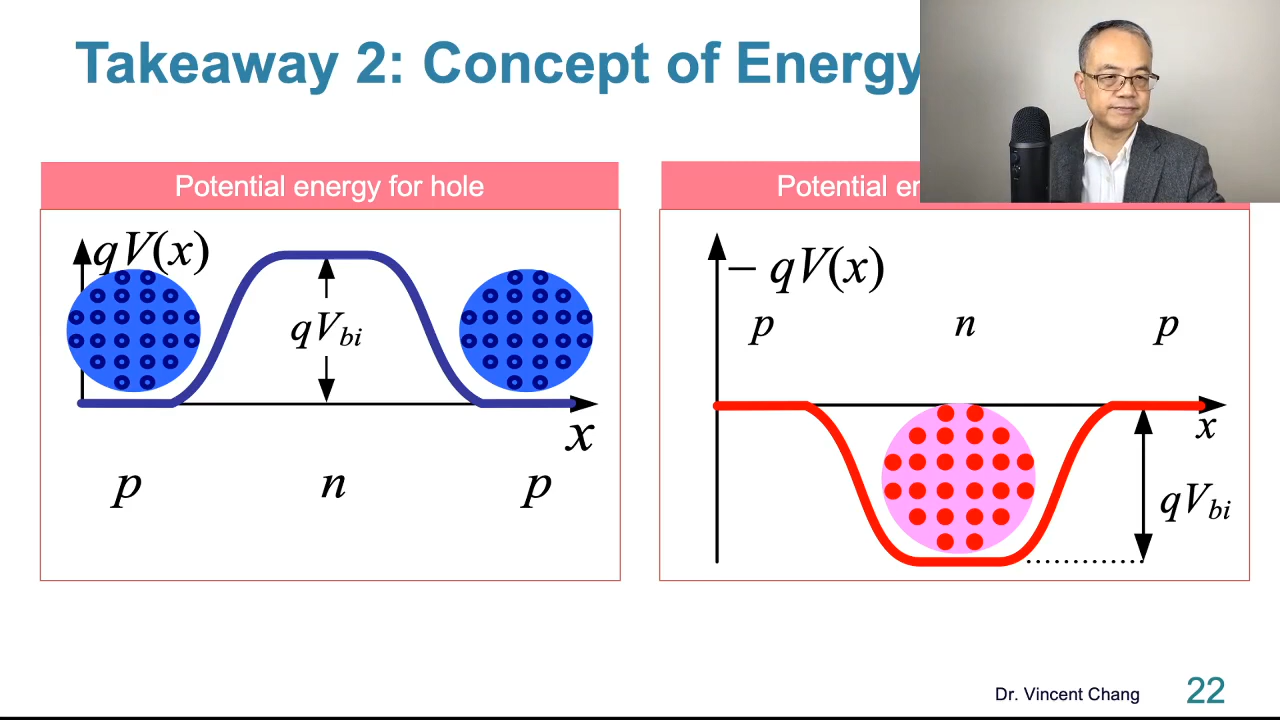 Takeaway 2: Concept of Energy
Potential energy for hole
qV(x)
qV_bi
x
p n p
Potential
− qV(x)
p n p
x
qV_bi
Dr. Vincent Chang 22